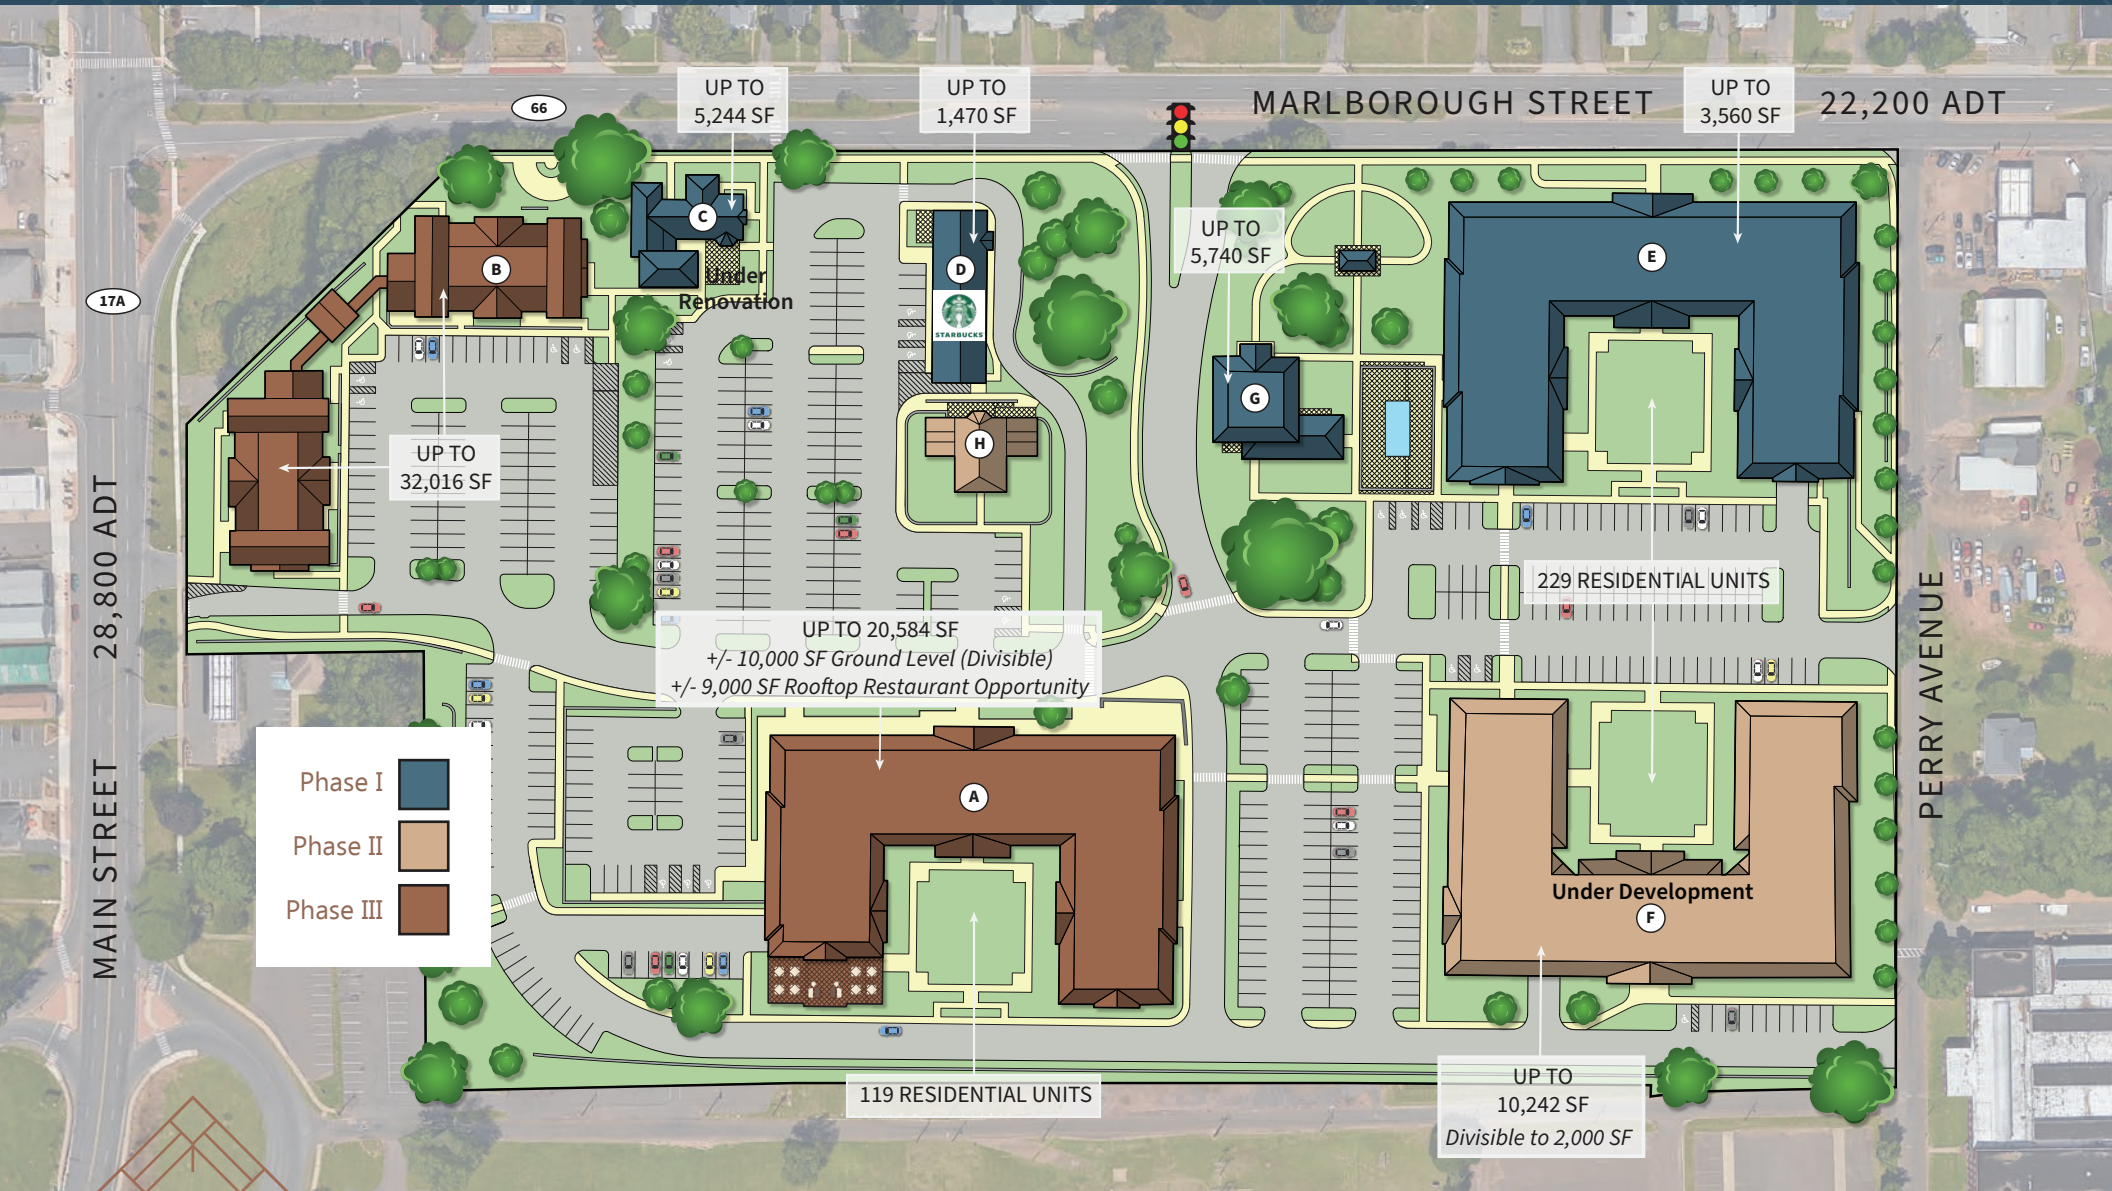 UP TO
5,244 SF
UP TO
1,470 SF
MARLBOROUGH STREET
UP TO
3,560 SF
22,200 ADT
66
17A
C
B
Under
Renovation
D
STARBUCKS
UP TO
5,740 SF
E
G
H
UP TO
32,016 SF
28,800 ADT
MAIN STREET
229 RESIDENTIAL UNITS
PERRY AVENUE
UP TO 20,584 SF
+/- 10,000 SF Ground Level (Divisible)
+/- 9,000 SF Rooftop Restaurant Opportunity
A
Phase I
Phase II
Phase III
Under Development
F
119 RESIDENTIAL UNITS
UP TO
10,242 SF
Divisible to 2,000 SF